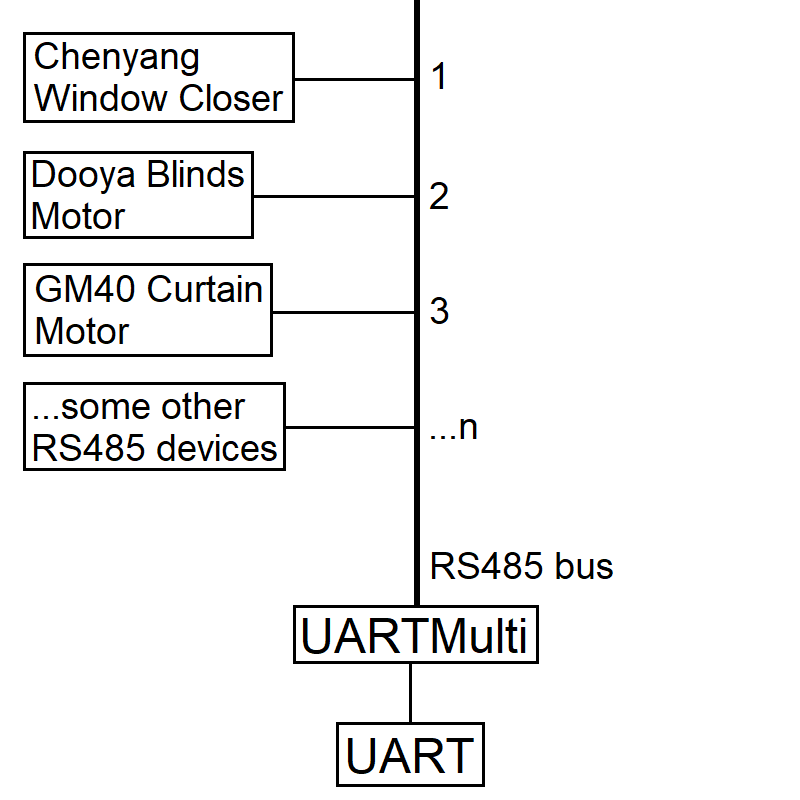 Chenyang
Window Closer
1
Dooya Blinds
Motor
2
GM40 Curtain
Motor
3
...some other
RS485 devices
...n
RS485 bus
UARTMulti
UART